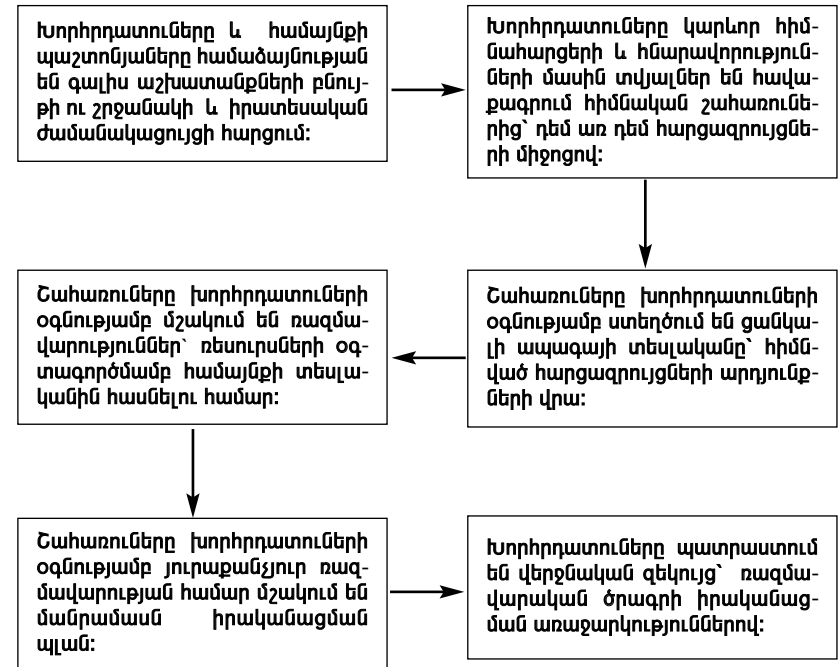 Խորհրդատուները և համայնքի
պաշտոնյաները համաձայնության
են գալիս աշխատանքների բնույ-
թի ու շրջանակի և իրատեսական
ժամանակացույցի հարցում:
Խորհրդատուները կարևոր հիմ-
նահարցերի և հնարավորություն-
ների մասին տվյալներ են հավա-
քագրում հիմնական շահառունե-
րից՝ դեմ առ դեմ հարցազրույցնե-
րի միջոցով:
Շահառուները խորհրդատուների
օգնությամբ ստեղծում են ցանկա-
լի ապագայի տեսլականը՝ հիմն-
ված հարցազրույցների արդյունք-
ների վրա:
Շահառուները խորհրդատուների
օգնությամբ մշակում են ռազմա-
վարություններ՝ ռեսուրսների օգ-
տագործմամբ համայնքի տեսլա-
կանին հասնելու համար:
Շահառուները խորհրդատուների
օգնությամբ յուրաքանչյուր ռազ-
մավարության համար մշակում են
մանրամասն իրականացման
պլան:
Խորհրդատուները պատրաստում
են վերջնական զեկույց՝ ռազմա-
վարական ծրագրի իրականաց-
ման առաջարկություններով: